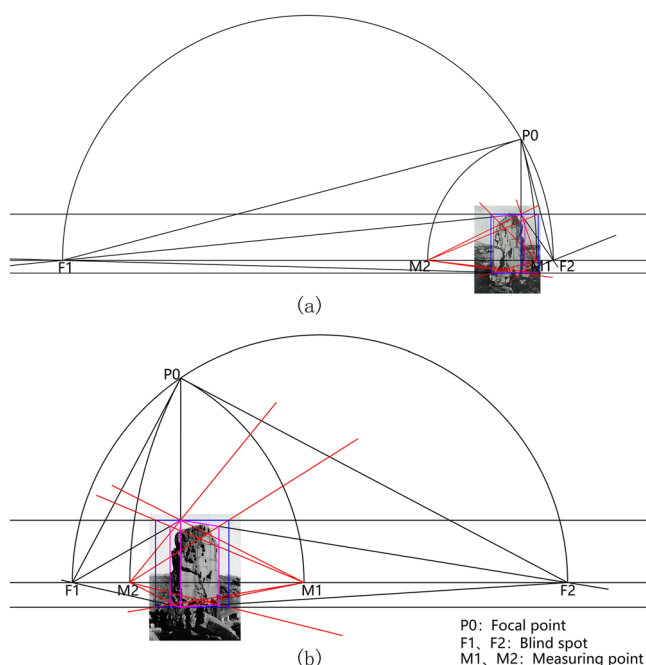 P0
F1
M2
M1
F2
(a)
P0
F1
M2
M1
F2
(b)
P0: Focal point
F1、F2: Blind spot
M1、M2: Measuring point